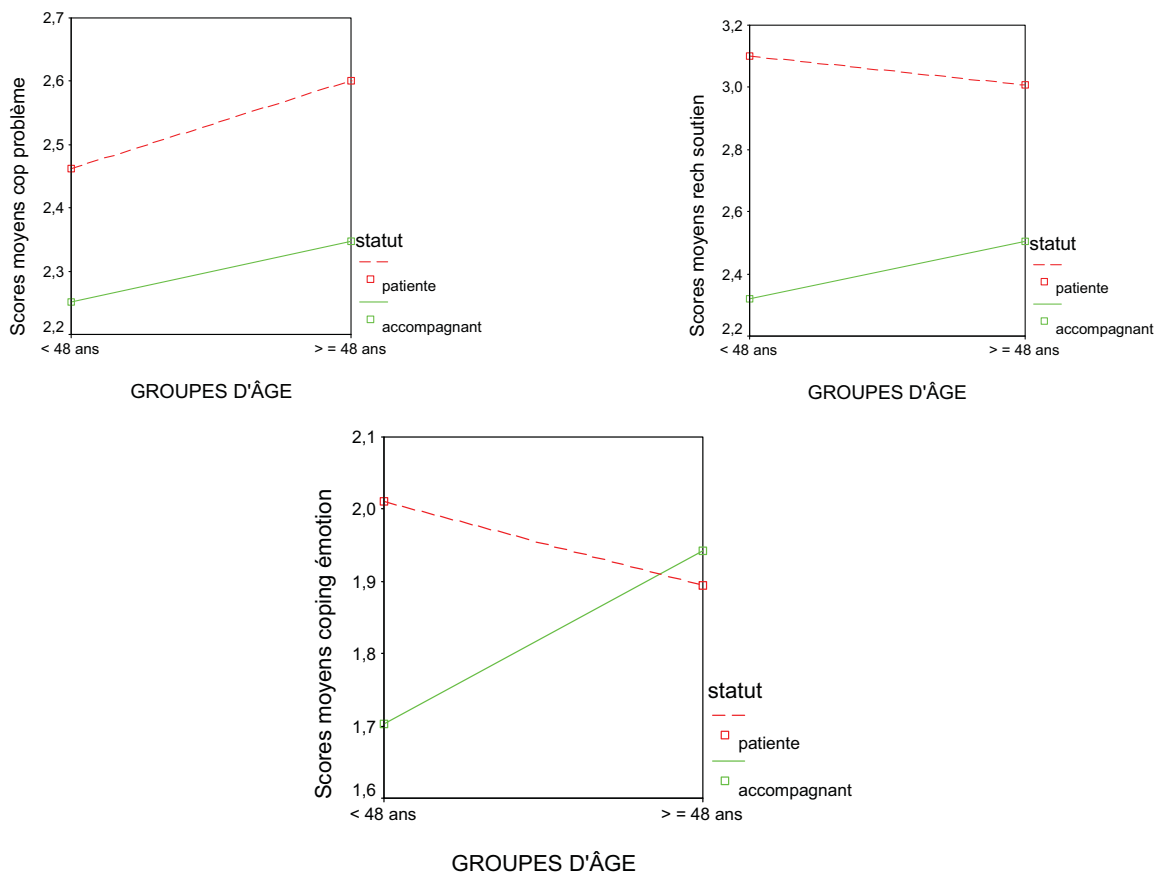 Scores moyens cop problème
2,7
2,6
2,5
2,4
2,3
2,2
< 48 ans
> = 48 ans
GROUPES D'ÂGE
statut
patiente
accompagnant
Scores moyens rech soutien
3,2
3,0
2,8
2,6
2,4
2,2
< 48 ans
> = 48 ans
GROUPES D'ÂGE
statut
patiente
accompagnant
Scores moyens coping émotion
2,1
2,0
1,9
1,8
1,7
1,6
< 48 ans
> = 48 ans
GROUPES D'ÂGE
statut
patiente
accompagnant